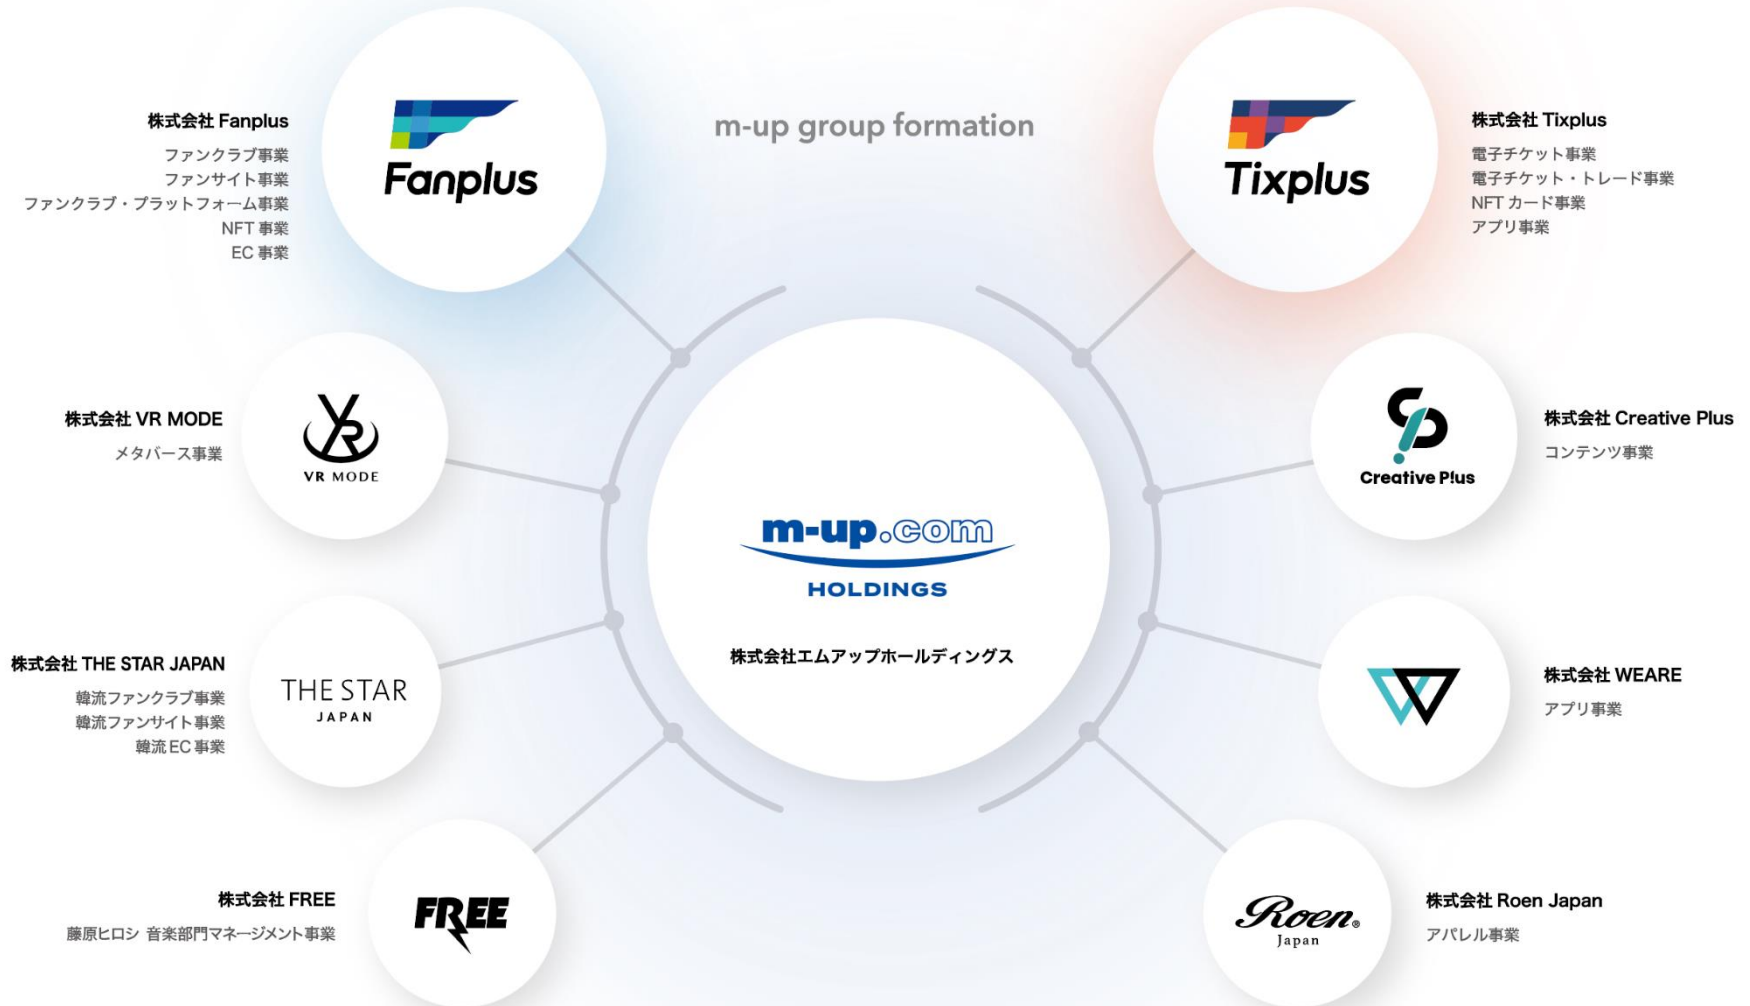 m-up group formation
株式会社 Fanplus
ファンクラブ事業
ファンサイト事業
ファンクラブ・プラットフォーム事業
NFT 事業
EC 事業
Fanplus
Tixplus
株式会社 Tixplus
電子チケット事業
電子チケット・トレード事業
NFT カード事業
アプリ事業
株式会社 VR MODE
メタバース事業
VR
VR MODE
m-up.com
HOLDINGS
株式会社エムアップホールディングス
CP
Creative P!us
株式会社 Creative Plus
コンテンツ事業
株式会社 THE STAR JAPAN
韓流ファンクラブ事業
韓流ファンサイト事業
韓流 EC 事業
THE STAR
JAPAN
株式会社 WEARE
アプリ事業
株式会社 FREE
藤原ヒロシ 音楽部門マネージメント事業
FREE
Roen®
Japan
株式会社 Roen Japan
アパレル事業